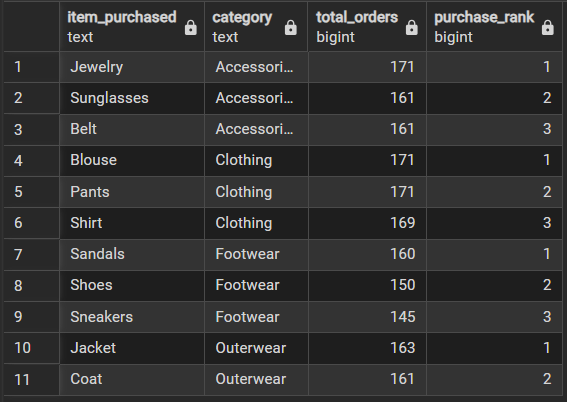 item_purchased category total_orders purchase_rank
text text bigint bigint
1 Jewelry Accessori... 171 1
2 Sunglasses Accessori... 161 2
3 Belt Accessori... 161 3
4 Blouse Clothing 171 1
5 Pants Clothing 171 2
6 Shirt Clothing 169 3
7 Sandals Footwear 160 1
8 Shoes Footwear 150 2
9 Sneakers Footwear 145 3
10 Jacket Outerwear 163 1
11 Coat Outerwear 161 2